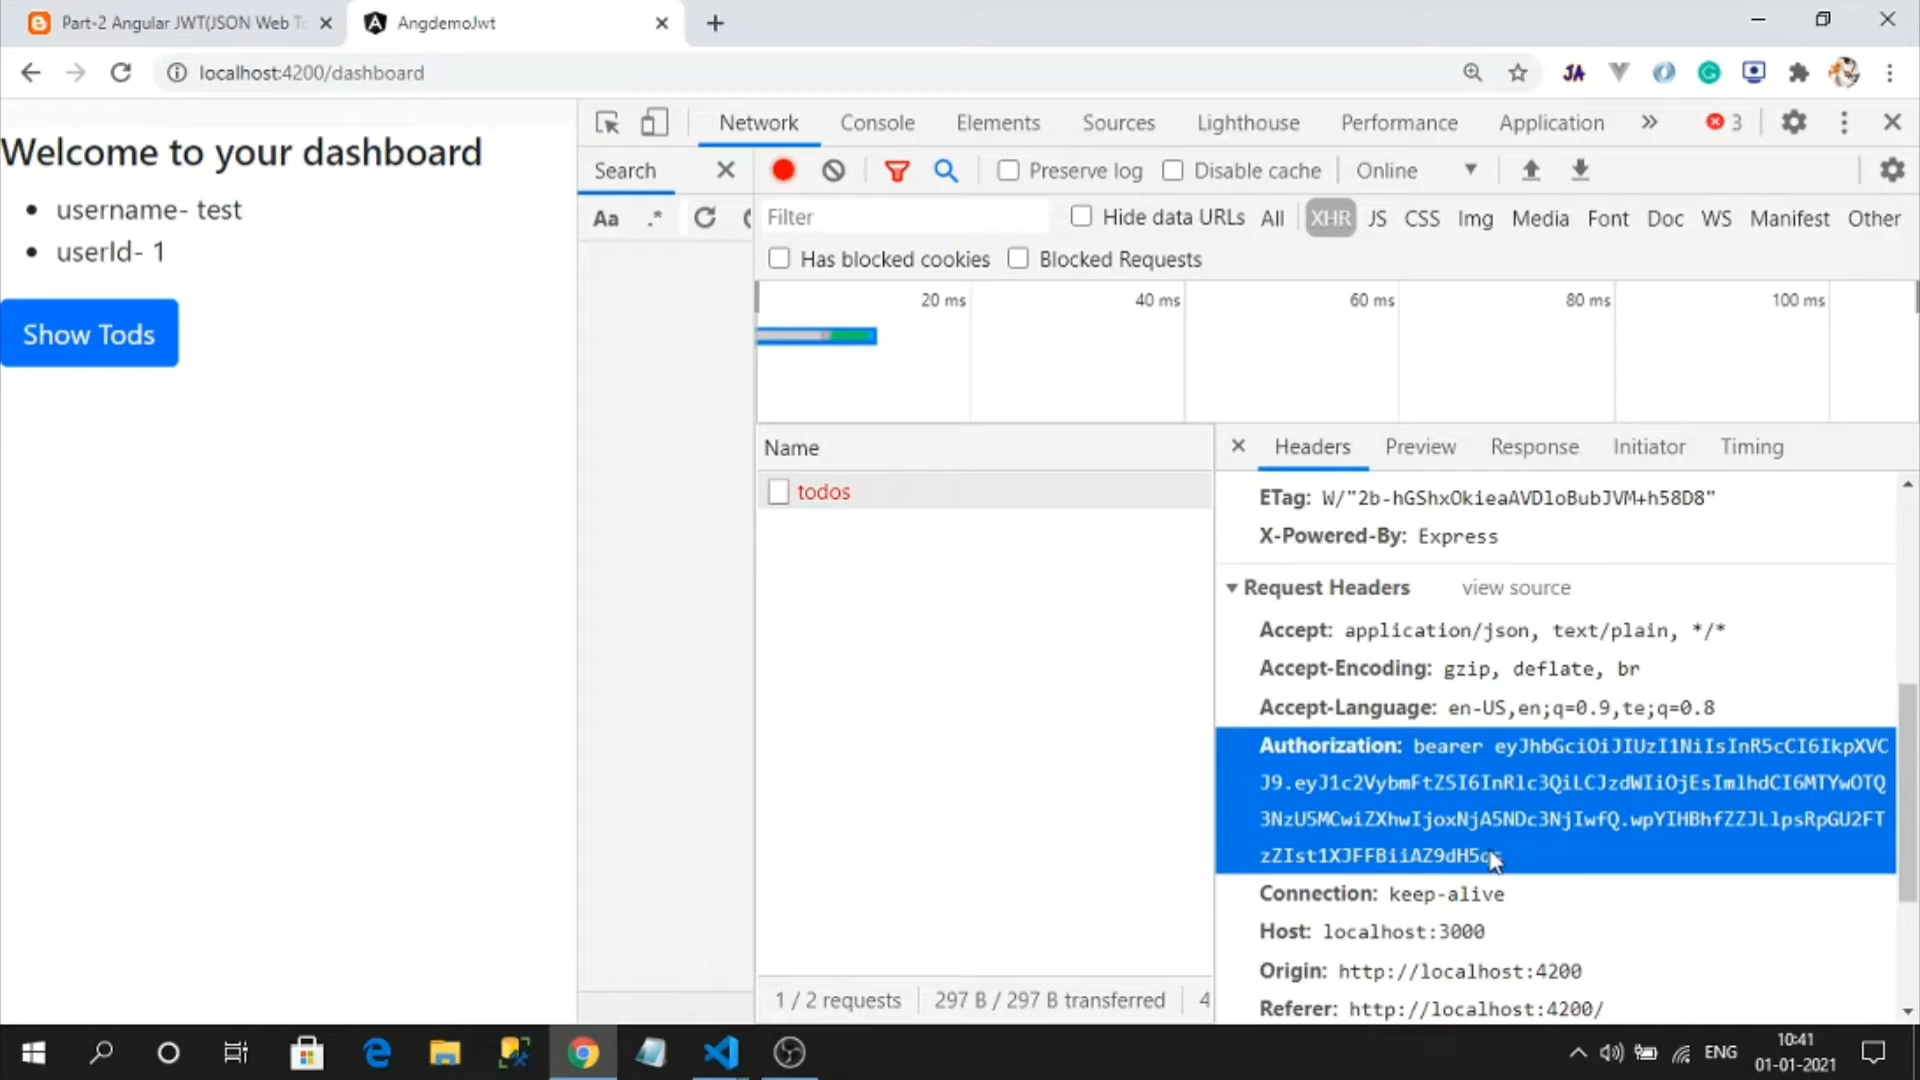 Part-2 Angular JWT(JSON Web T
AngdemoJwt
localhost:4200/dashboard
JA
Welcome to your dashboard
username- test
userId- 1
Show Tods
Network Console Elements Sources Lighthouse Performance Application 3
Search
Preserve log Disable cache Online
Aa .*
Filter Hide data URLs All XHR JS CSS Img Media Font Doc WS Manifest Other
Has blocked cookies Blocked Requests
20 ms 40 ms 60 ms 80 ms 100 ms
Name
todos
1 / 2 requests 297 B / 297 B transferred 4
Headers Preview Response Initiator Timing
ETag: W/"2b-hGShxOkieaAVDloBubJVM+h58D8"
X-Powered-By: Express
Request Headers view source
Accept: application/json, text/plain, */*
Accept-Encoding: gzip, deflate, br
Accept-Language: en-US,en;q=0.9,te;q=0.8
Authorization: bearer eyJhbGciOiJIUzI1NiIsInR5cCI6IkpXVC
J9.eyJ1c2VybmFtZSI6InRlc3QiLCJzdWIiOjEsImlhdCI6MTYwOTQ
3NzU5MCwiZXhwIjoxNjA5NDc3NjIwfQ.wpYIHBhfZZJLlpsRpGU2FT
zZIst1XJFFBiiAZ9dH5
Connection: keep-alive
Host: localhost:3000
Origin: http://localhost:4200
Referer: http://localhost:4200/
ENG
10:41
01-01-2021